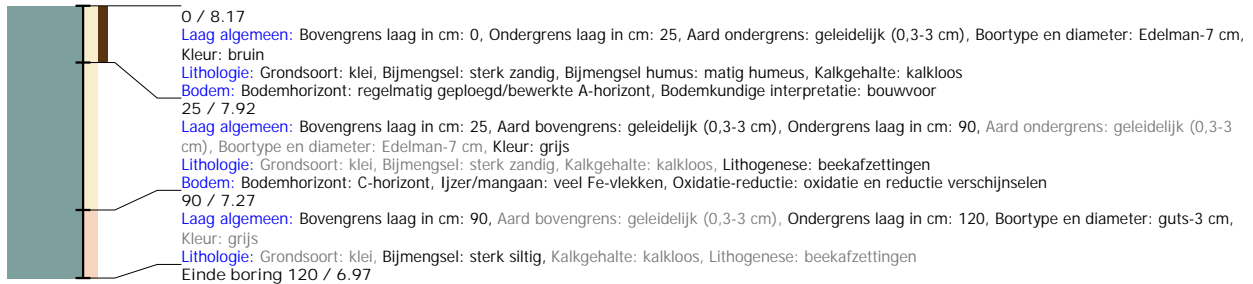 0 / 8.17
Laag algemeen: Bovengrens laag in cm: 0, Ondergrens laag in cm: 25, Aard ondergrens: geleidelijk (0,3-3 cm), Boortype en diameter: Edelman-7 cm,
Kleur: bruin
Lithologie: Grondsoort: klei, Bijmengsel: sterk zandig, Bijmengsel humus: matig humeus, Kalkgehalte: kalkloos
Bodem: Bodemhorizont: regelmatig geploegd/bewerkte A-horizont, Bodemkundige interpretatie: bouwvoor
25 / 7.92
Laag algemeen: Bovengrens laag in cm: 25, Aard bovengrens: geleidelijk (0,3-3 cm), Ondergrens laag in cm: 90, Aard ondergrens: geleidelijk (0,3-3
cm), Boortype en diameter: Edelman-7 cm, Kleur: grijs
Lithologie: Grondsoort: klei, Bijmengsel: sterk zandig, Kalkgehalte: kalkloos, Lithogenese: beekafzettingen
Bodem: Bodemhorizont: C-horizont, Ijzer/mangaan: veel Fe-vlekken, Oxidatie-reductie: oxidatie en reductie verschijnselen
90 / 7.27
Laag algemeen: Bovengrens laag in cm: 90, Aard bovengrens: geleidelijk (0,3-3 cm), Ondergrens laag in cm: 120, Boortype en diameter: guts-3 cm,
Kleur: grijs
Lithologie: Grondsoort: klei, Bijmengsel: sterk siltig, Kalkgehalte: kalkloos, Lithogenese: beekafzettingen
Einde boring 120 / 6.97